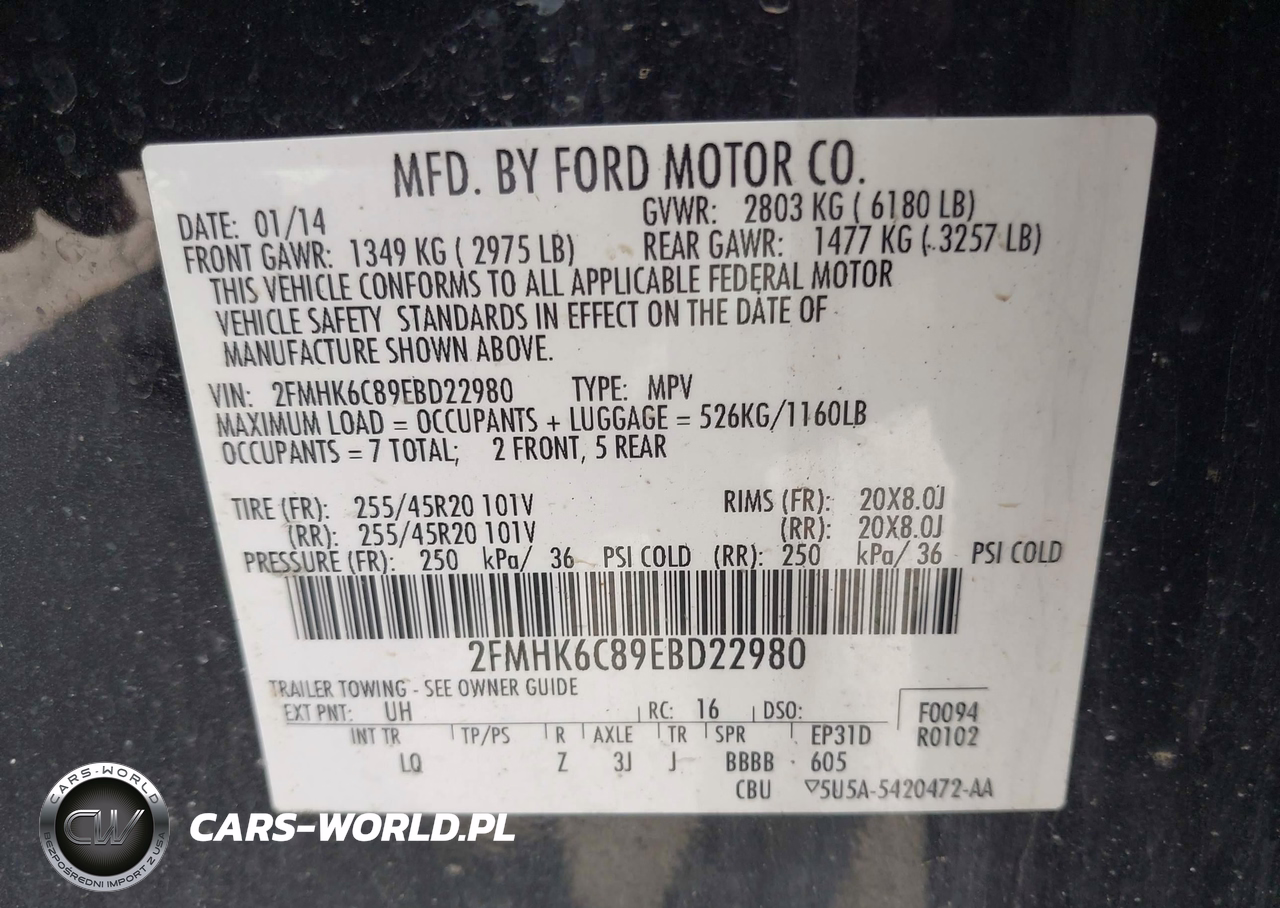 MFD. BY FORD MOTOR CO.
DATE: 01/14 GVWR: 2803 KG ( 6180 LB)
FRONT GAWR: 1349 KG ( 2975 LB) REAR GAWR: 1477 KG ( 3257 LB)
THIS VEHICLE CONFORMS TO ALL APPLICABLE FEDERAL MOTOR
VEHICLE SAFETY STANDARDS IN EFFECT ON THE DATE OF
MANUFACTURE SHOWN ABOVE.
VIN: 2FMHK6C89EBD22980 TYPE: MPV
MAXIMUM LOAD = OCCUPANTS + LUGGAGE = 526KG/1160LB
OCCUPANTS = 7 TOTAL; 2 FRONT, 5 REAR
TIRE (FR): 255/45R20 101V RIMS (FR): 20X8.0J
(RR): 255/45R20 101V (RR): 20X8.0J
PRESSURE (FR): 250 kPa/ 36 PSI COLD (RR): 250 kPa/ 36 PSI COLD
2FMHK6C89EBD22980
TRAILER TOWING - SEE OWNER GUIDE
EXT PNT: UH RC: 16 DSO: F0094
INT TR TP/PS R AXLE TR SPR EP31D R0102
LQ Z 3J J BBBB 605
CBU ▽5U5A-5420472-AA
CARS-WORLD
CW
BEZPOŚREDNI IMPORT Z USA
CARS-WORLD.PL